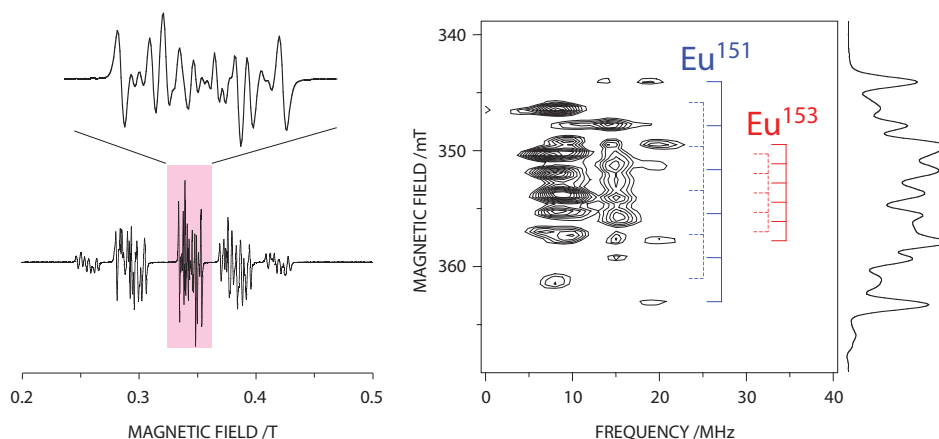 0.2 0.3 0.4 0.5
MAGNETIC FIELD /T
340
350
360
MAGNETIC FIELD /mT
Eu151
Eu153
0 10 20 30 40
FREQUENCY /MHz